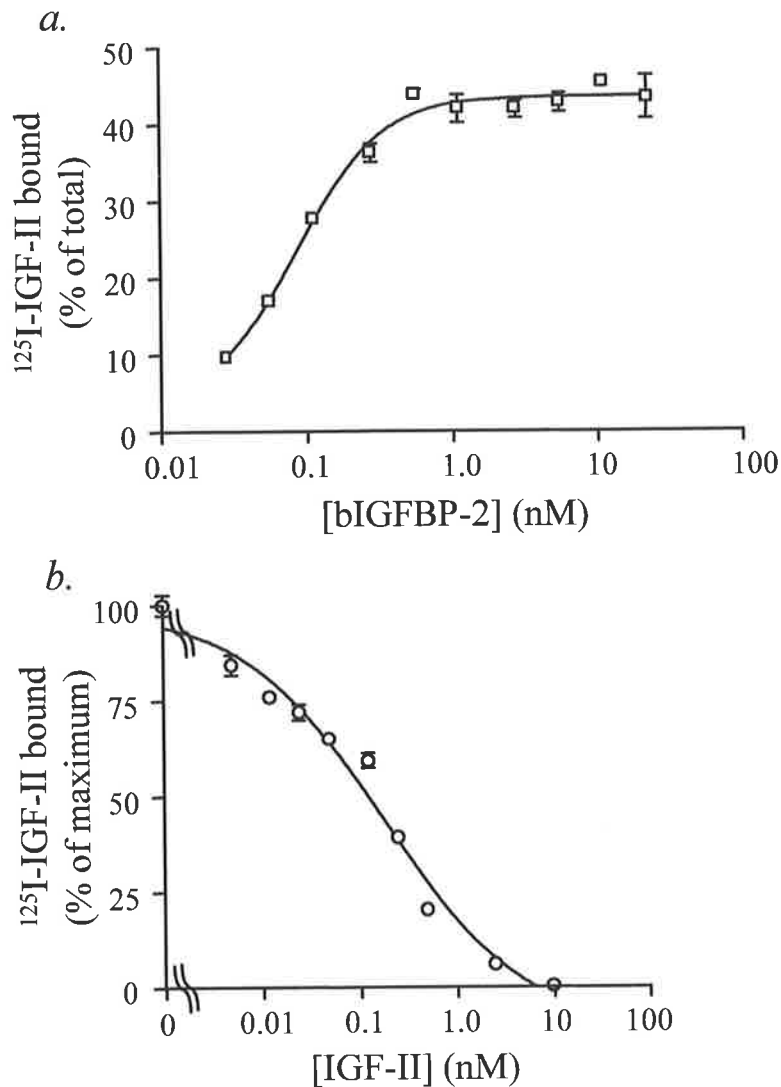 a.
50
40
30
20
10
0
¹²⁵I-IGF-II bound
(% of total)
0.01 0.1 1.0 10 100
[bIGFBP-2] (nM)
b.
100
75
50
25
0
¹²⁵I-IGF-II bound
(% of maximum)
0 0.01 0.1 1.0 10 100
[IGF-II] (nM)